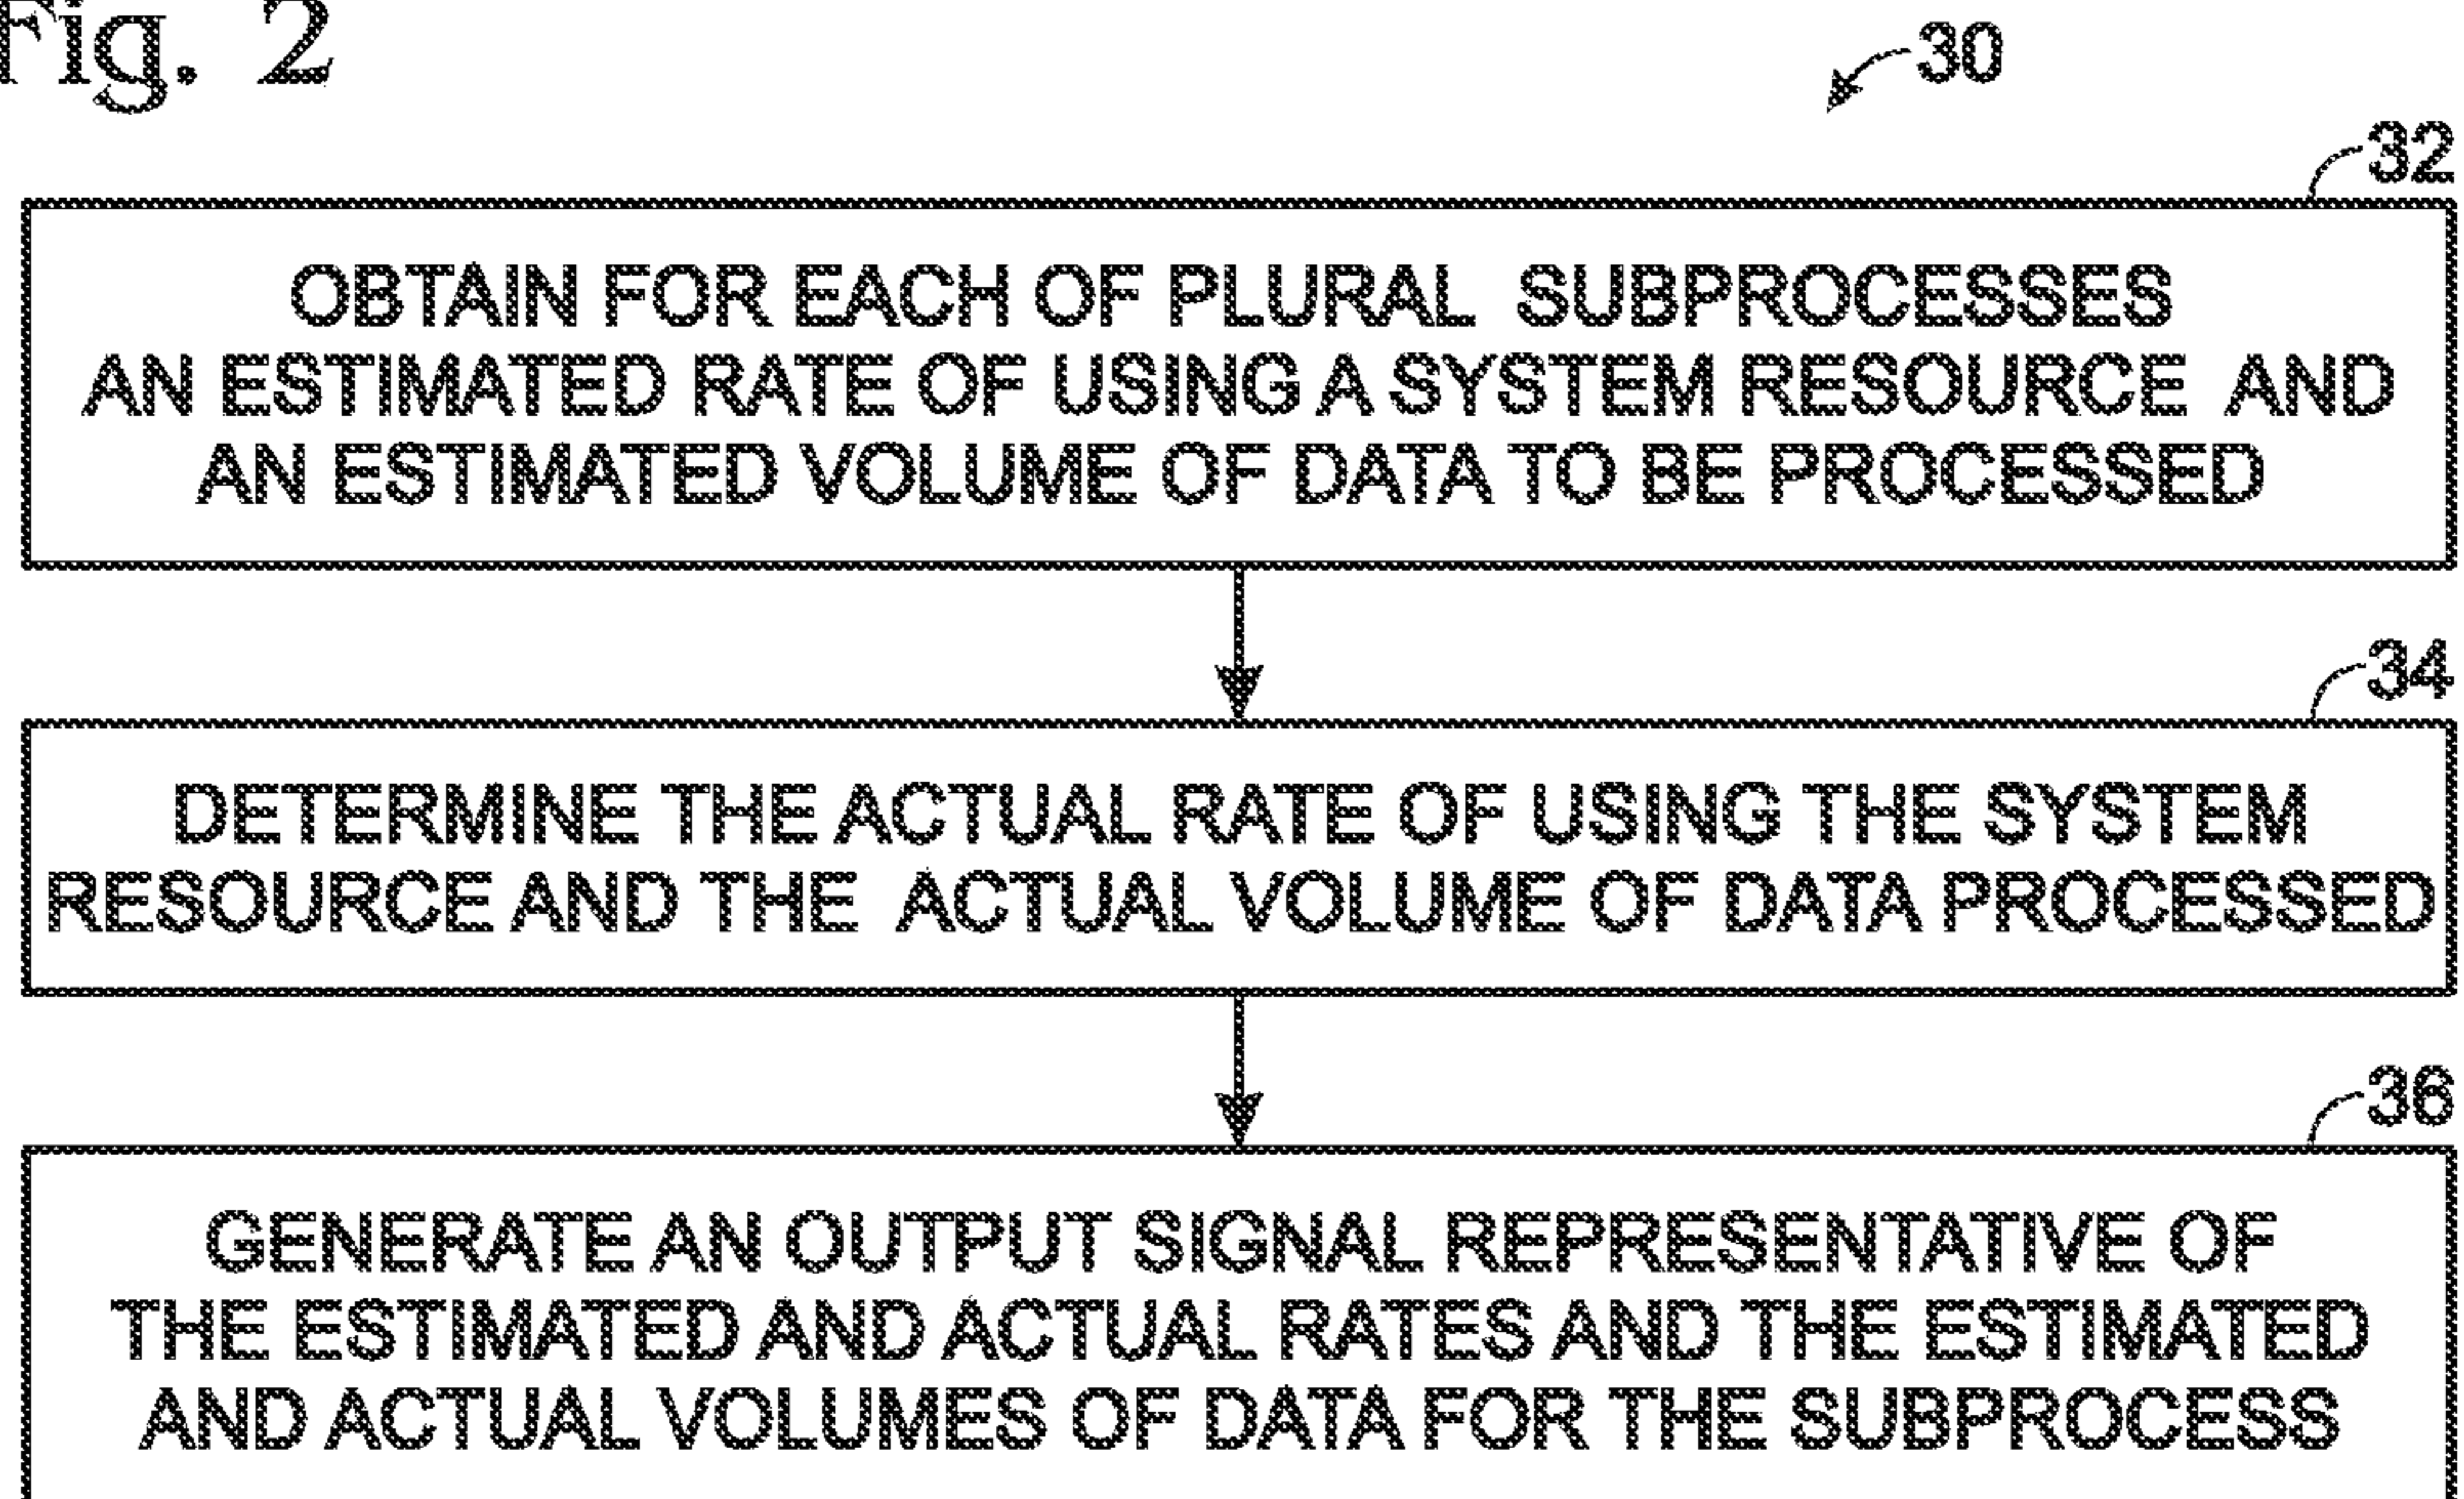 Fig. 2
30
32
OBTAIN FOR EACH OF PLURAL SUBPROCESSES
AN ESTIMATED RATE OF USING A SYSTEM RESOURCE AND
AN ESTIMATED VOLUME OF DATA TO BE PROCESSED
34
DETERMINE THE ACTUAL RATE OF USING THE SYSTEM
RESOURCE AND THE ACTUAL VOLUME OF DATA PROCESSED
36
GENERATE AN OUTPUT SIGNAL REPRESENTATIVE OF
THE ESTIMATED AND ACTUAL RATES AND THE ESTIMATED
AND ACTUAL VOLUMES OF DATA FOR THE SUBPROCESS